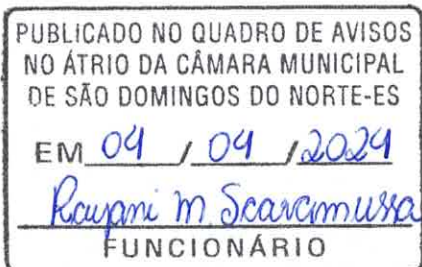 PUBLICADO NO QUADRO DE AVISOS
NO ÁTRIO DA CÂMARA MUNICIPAL
DE SÃO DOMINGOS DO NORTE-ES
EM 04 / 04 / 2024
Rayani M. Scaramussa
FUNCIONÁRIO